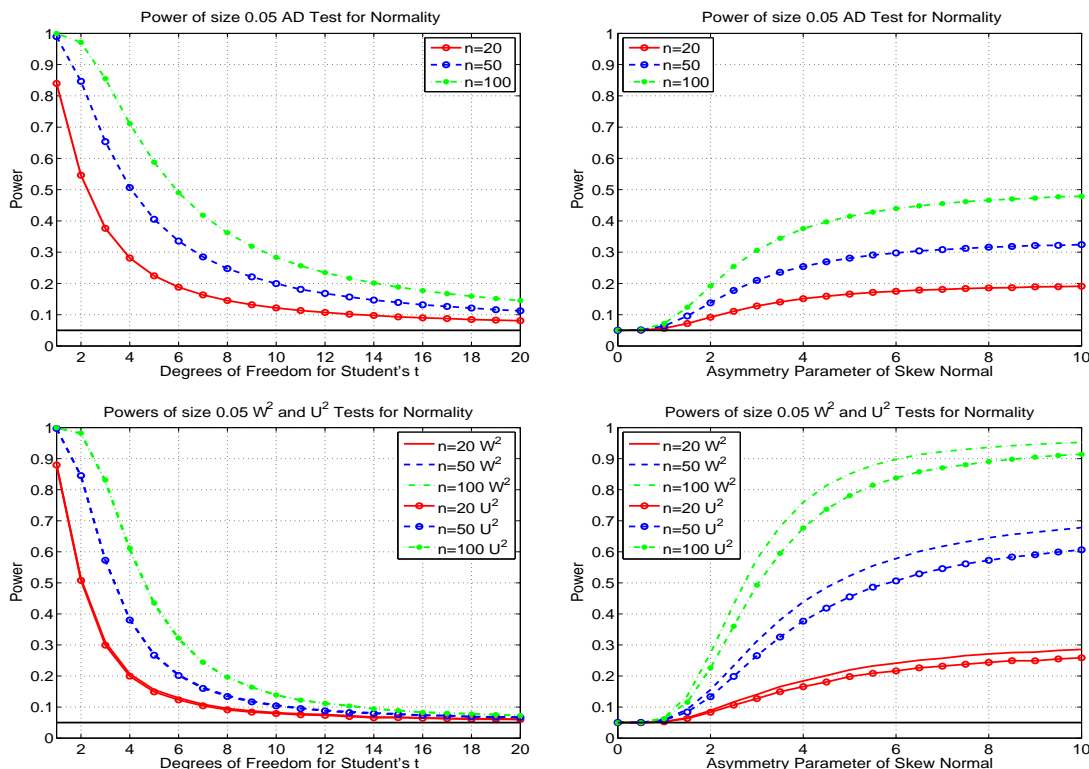 Power of size 0.05 AD Test for Normality
1
0.9
0.8
0.7
0.6
0.5
0.4
0.3
0.2
0.1
0
Power
n=20
n=50
n=100
2 4 6 8 10 12 14 16 18 20
Degrees of Freedom for Student's t
Power of size 0.05 AD Test for Normality
1
0.9
0.8
0.7
0.6
0.5
0.4
0.3
0.2
0.1
0
Power
n=20
n=50
n=100
0 2 4 6 8 10
Asymmetry Parameter of Skew Normal
Powers of size 0.05 W² and U² Tests for Normality
1
0.9
0.8
0.7
0.6
0.5
0.4
0.3
0.2
0.1
0
Power
n=20 W²
n=50 W²
n=100 W²
n=20 U²
n=50 U²
n=100 U²
2 4 6 8 10 12 14 16 18 20
Degrees of Freedom for Student's t
Powers of size 0.05 W² and U² Tests for Normality
1
0.9
0.8
0.7
0.6
0.5
0.4
0.3
0.2
0.1
0
Power
n=20 W²
n=50 W²
n=100 W²
n=20 U²
n=50 U²
n=100 U²
0 2 4 6 8 10
Asymmetry Parameter of Skew Normal